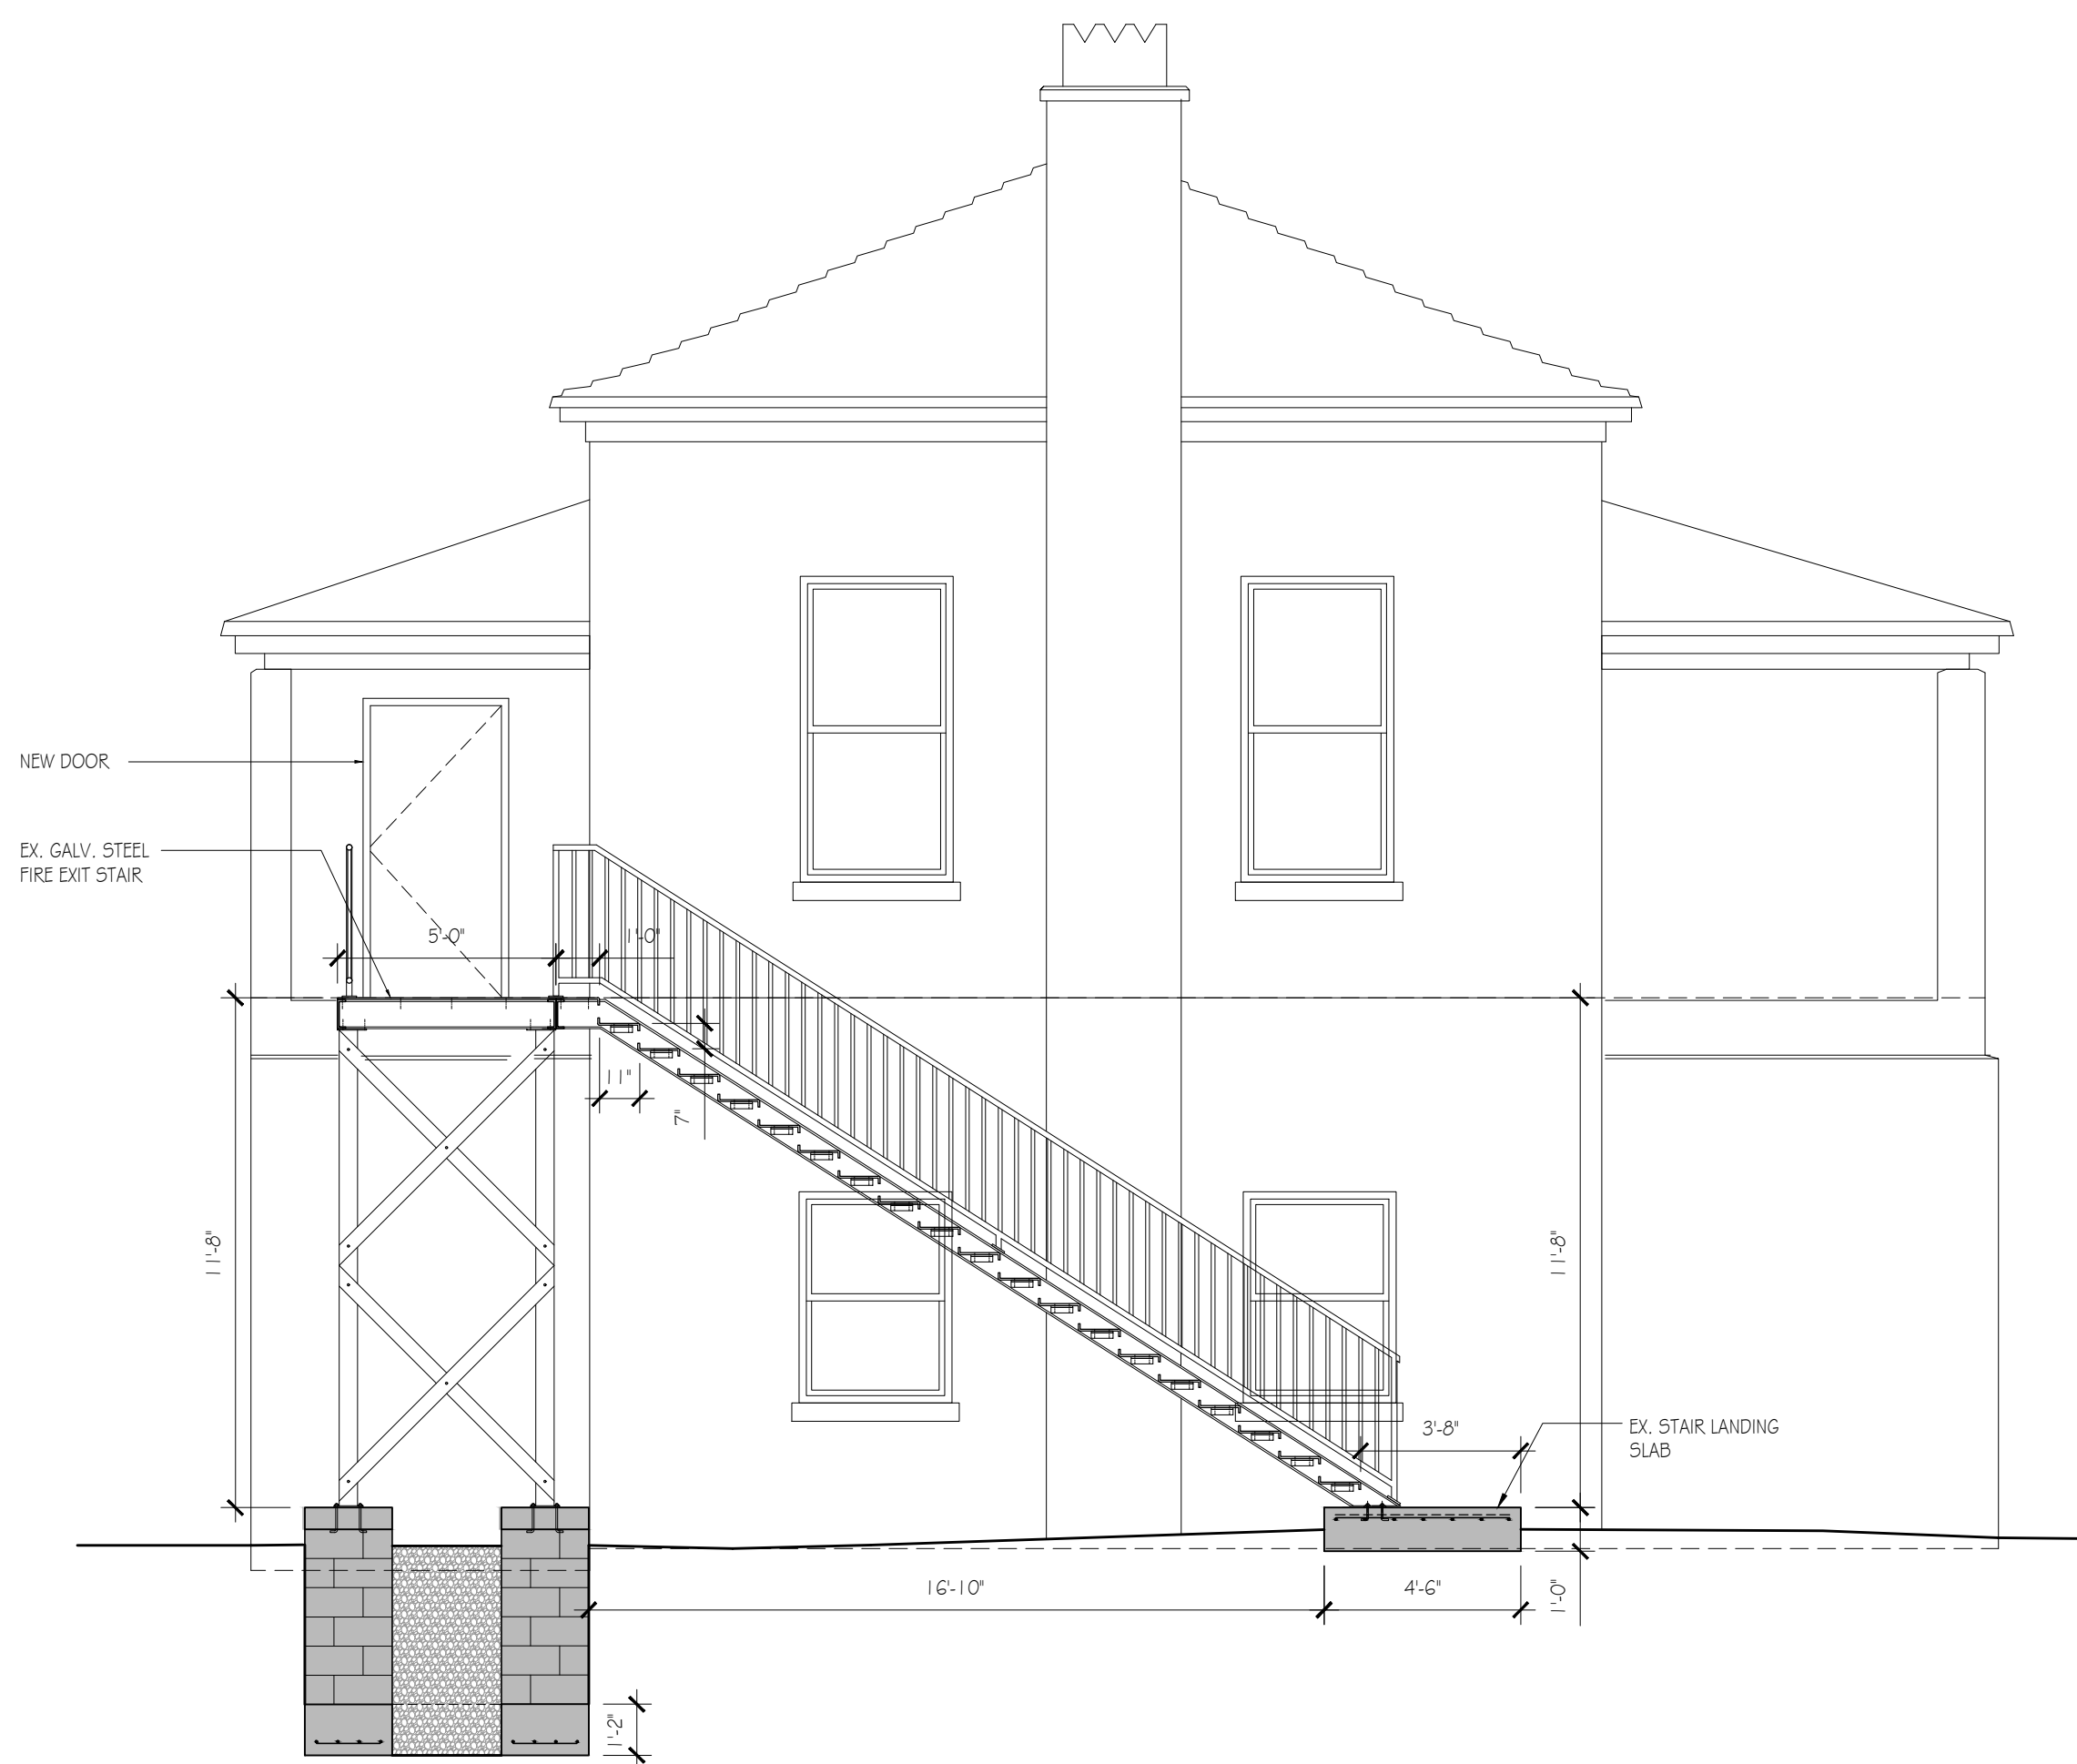 NEW DOOR
EX. GALV. STEEL
FIRE EXIT STAIR
5'-0"
1'-0"
11"
7"
11'-8"
11'-8"
3'-8"
EX. STAIR LANDING
SLAB
16'-10"
4'-6"
1'-0"
1'-2"